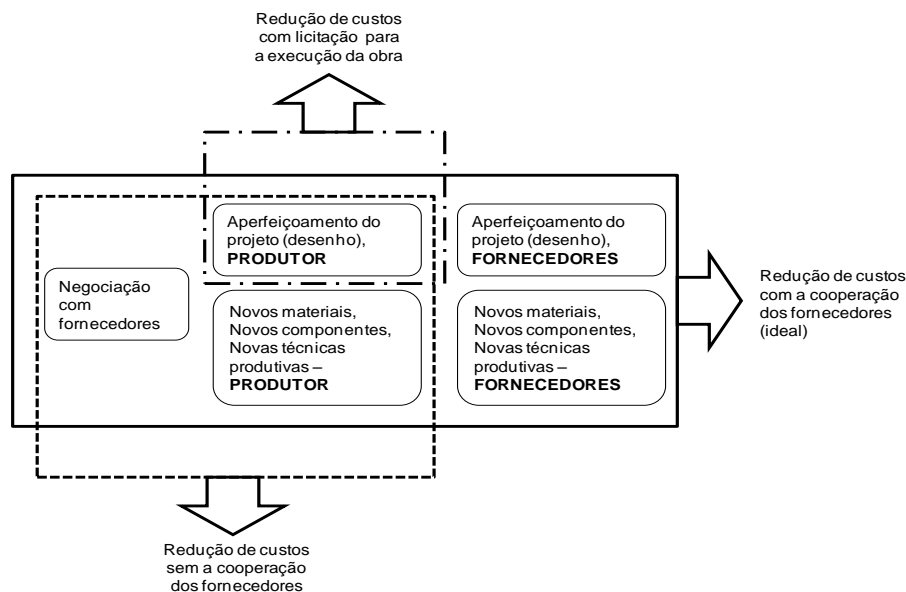 Redução de custos
com licitação para
a execução da obra
Aperfeiçoamento do
projeto (desenho),
PRODUTOR
Aperfeiçoamento do
projeto (desenho),
FORNECEDORES
Negociação
com
fornecedores
Novos materiais,
Novos componentes,
Novas técnicas
produtivas –
PRODUTOR
Novos materiais,
Novos componentes,
Novas técnicas
produtivas –
FORNECEDORES
Redução de custos
com a cooperação
dos fornecedores
(ideal)
Redução de custos
sem a cooperação
dos fornecedores